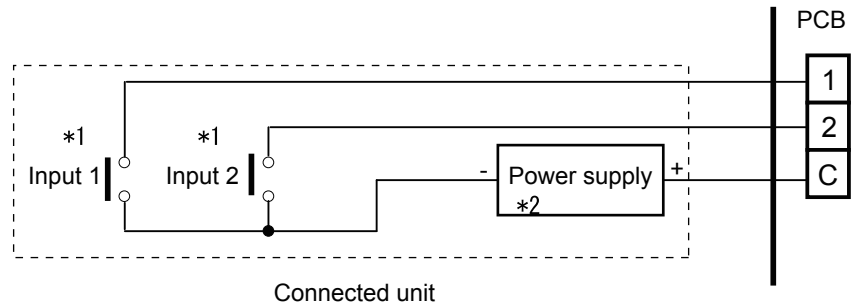 PCB
1
*1 *1
2
Input 1 Input 2 - Power supply + C
*2
Connected unit